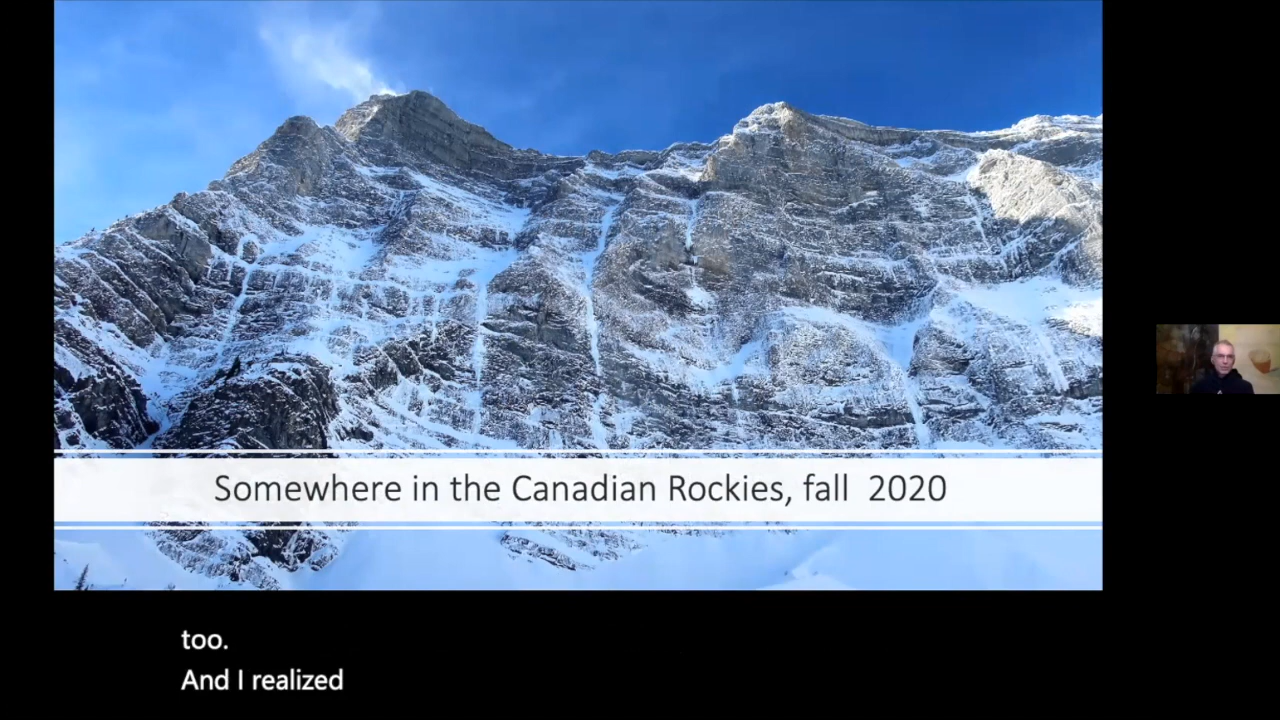 Somewhere in the Canadian Rockies, fall  2020
too.
And I realized